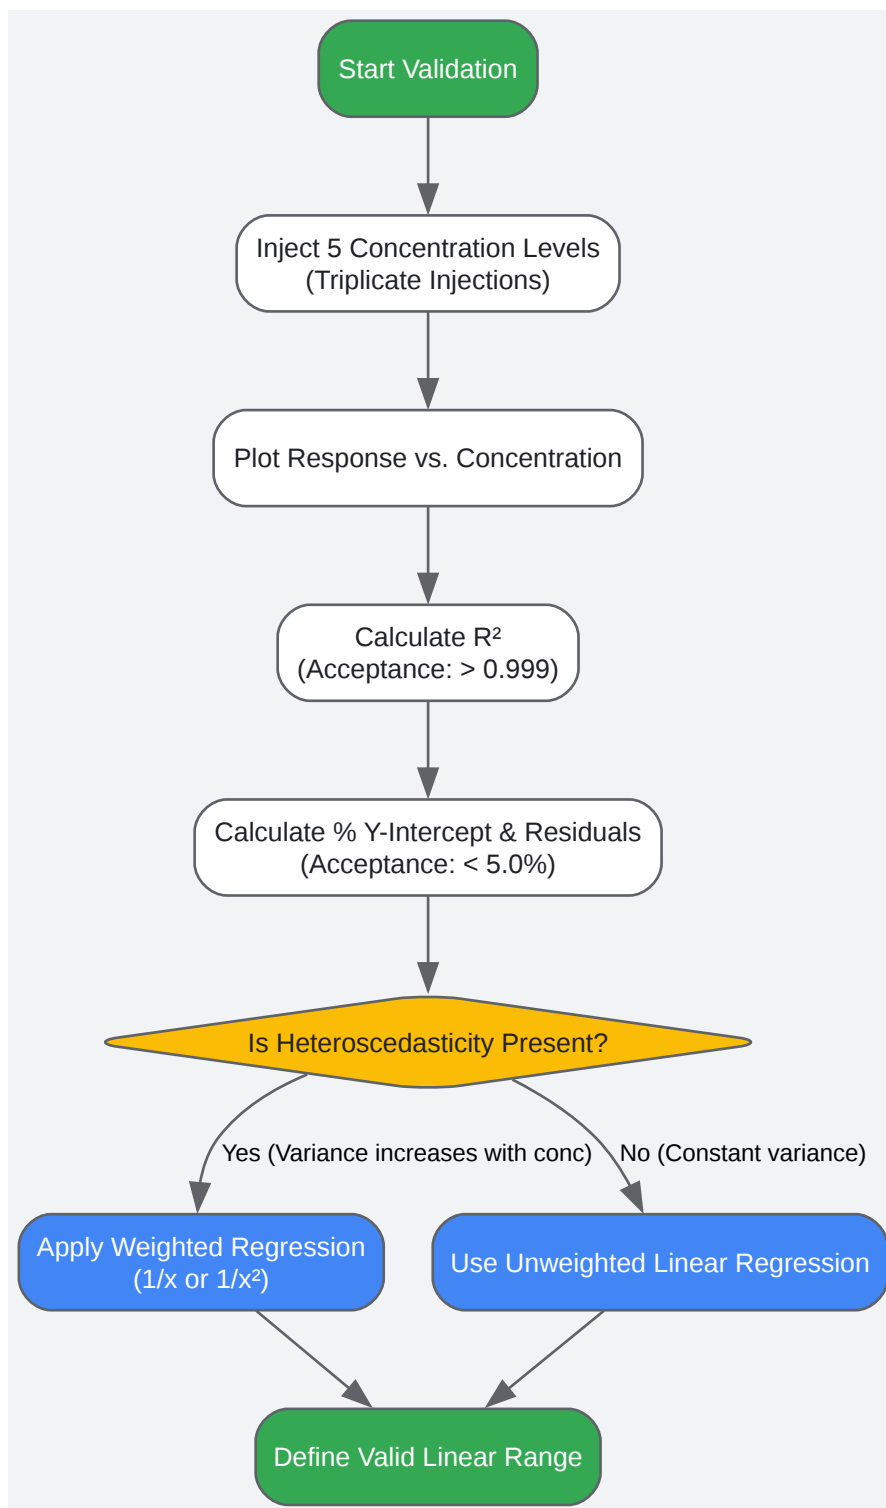 Start Validation
Inject 5 Concentration Levels
(Triplicate Injections)
Plot Response vs. Concentration
Calculate R²
(Acceptance: > 0.999)
Calculate % Y-Intercept & Residuals
(Acceptance: < 5.0%)
Is Heteroscedasticity Present?
Yes (Variance increases with conc)
No (Constant variance)
Apply Weighted Regression
(1/x or 1/x²)
Use Unweighted Linear Regression
Define Valid Linear Range